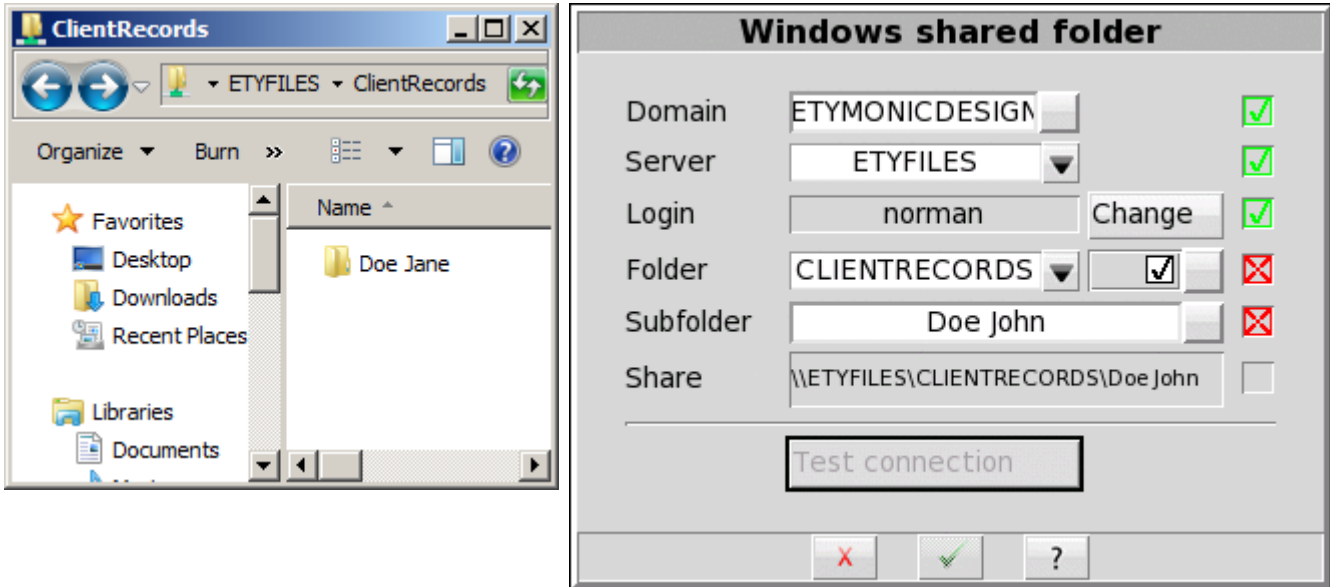 ClientRecords
ETYFILES ClientRecords
Organize Burn »
Name
Favorites
Desktop
Downloads
Recent Places
Libraries
Documents
Doe Jane
Windows shared folder
Domain ETYMONICDESIGN
Server ETYFILES
Login norman Change
Folder CLIENTRECORDS
Subfolder Doe John
Share \\ETYFILES\CLIENTRECORDS\Doe John
Test connection
X ?